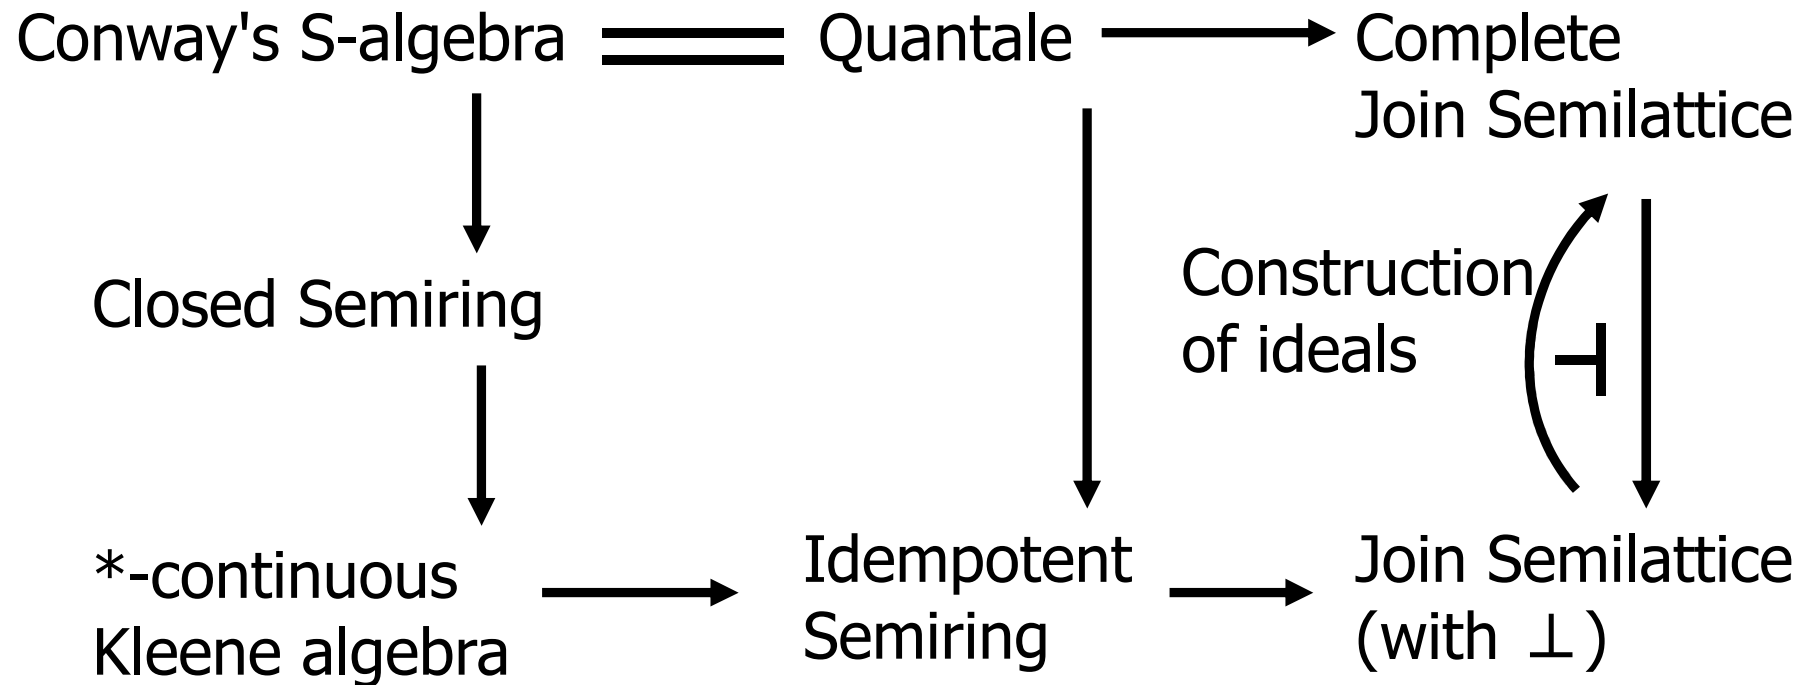 Conway's S-algebra
Quantale
Complete
Join Semilattice
Closed Semiring
Construction
of ideals
*-continuous
Kleene algebra
Idempotent
Semiring
Join Semilattice
(with ⊥)